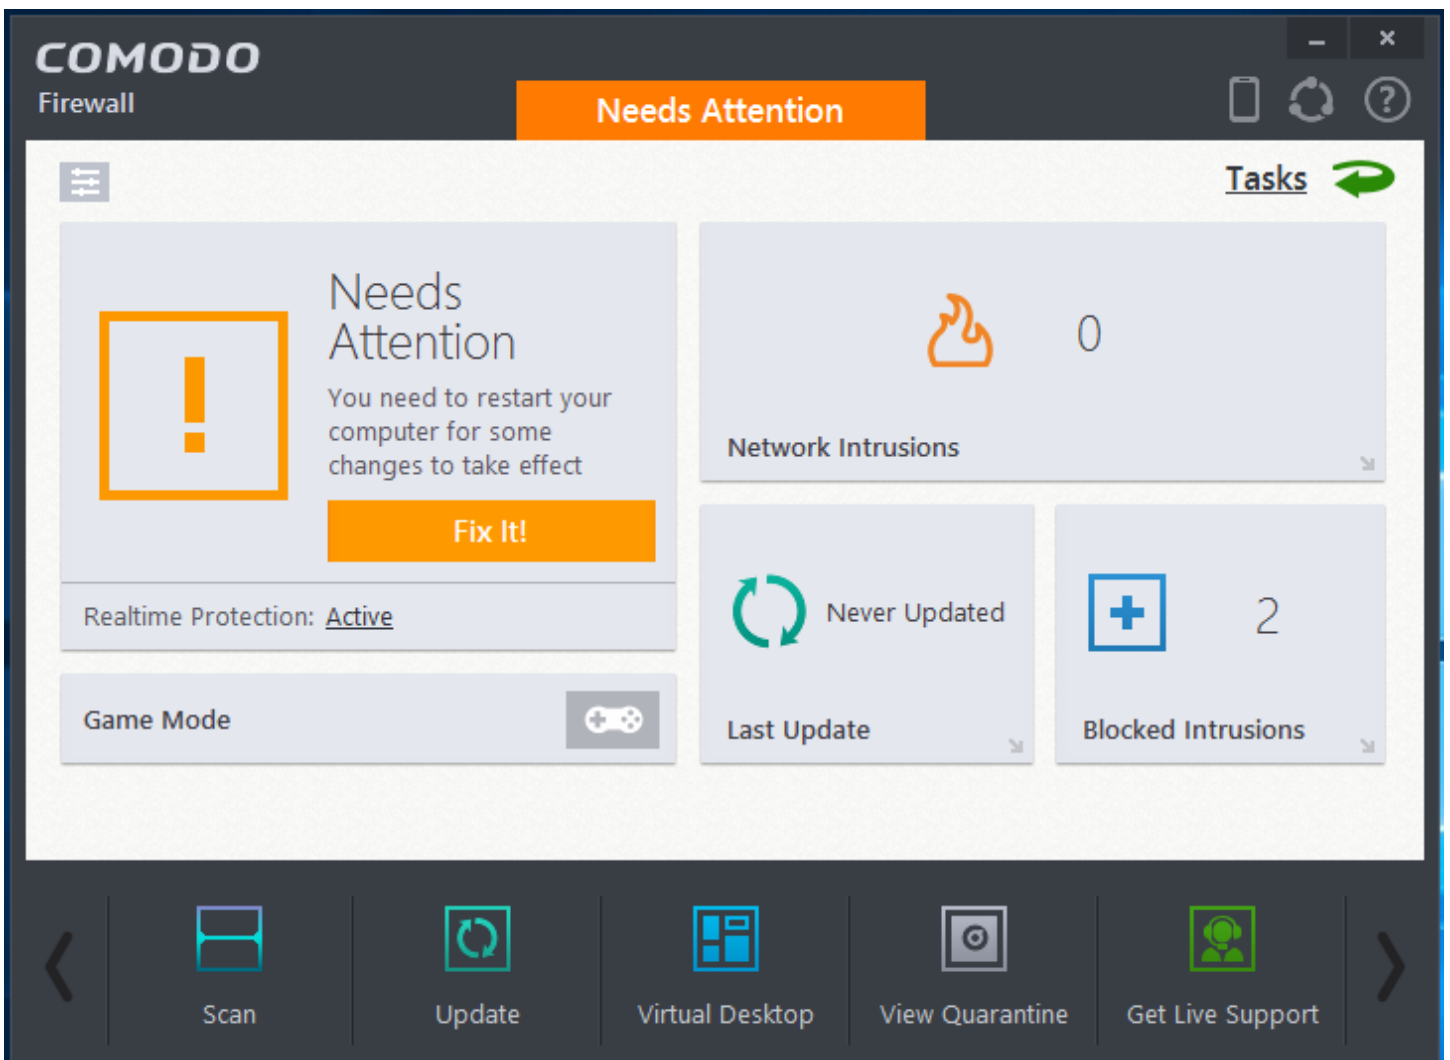 COMODO
Firewall
Needs Attention
Tasks
Needs
Attention
You need to restart your
computer for some
changes to take effect
Fix It!
Realtime Protection: Active
Game Mode
0
Network Intrusions
Never Updated
Last Update
2
Blocked Intrusions
Scan
Update
Virtual Desktop
View Quarantine
Get Live Support